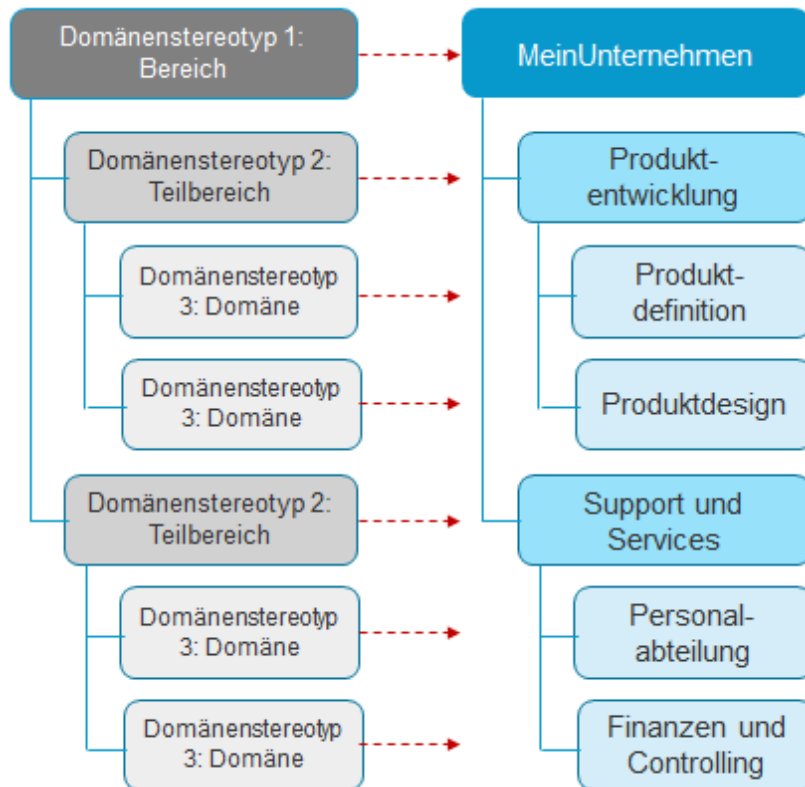 Domänenstereotyp 1:
Bereich
MeinUnternehmen
Domänenstereotyp 2:
Teilbereich
Produkt-
entwicklung
Domänenstereotyp
3: Domäne
Produkt-
definition
Domänenstereotyp
3: Domäne
Produktdesign
Domänenstereotyp 2:
Teilbereich
Support und
Services
Domänenstereotyp
3: Domäne
Personal-
abteilung
Domänenstereotyp
3: Domäne
Finanzen und
Controlling